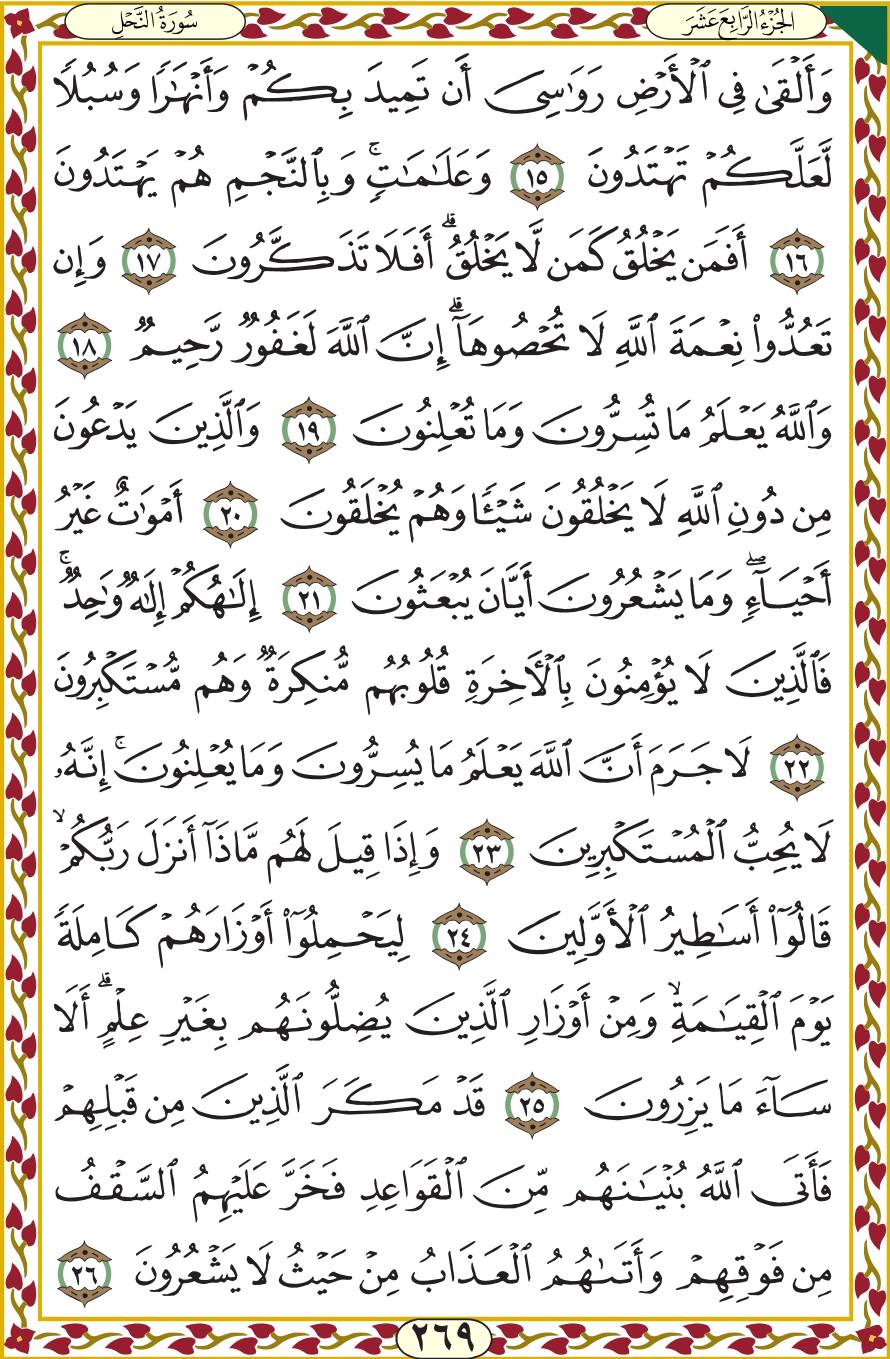 الجُزْءُ الرَّابِعَ عَشَرَ
سُورَةُ النَّحْلِ
وَأَلْقَىٰ فِى ٱلْأَرْضِ رَوَٰسِىَ أَن تَمِيدَ بِكُمْ وَأَنْهَٰرًا وَسُبُلًا
لَّعَلَّكُمْ تَهْتَدُونَ ١٥ وَعَلَٰمَٰتٍۚ وَبِٱلنَّجْمِ هُمْ يَهْتَدُونَ
١٦ أَفَمَن يَخْلُقُ كَمَن لَّا يَخْلُقُۗ أَفَلَا تَذَكَّرُونَ ١٧ وَإِن
تَعُدُّوا۟ نِعْمَةَ ٱللَّهِ لَا تُحْصُوهَآۗ إِنَّ ٱللَّهَ لَغَفُورٌ رَّحِيمٌ ١٨
وَٱللَّهُ يَعْلَمُ مَا تُسِرُّونَ وَمَا تُعْلِنُونَ ١٩ وَٱلَّذِينَ يَدْعُونَ
مِن دُونِ ٱللَّهِ لَا يَخْلُقُونَ شَيْـًٔا وَهُمْ يُخْلَقُونَ ٢٠ أَمْوَٰتٌ غَيْرُ
أَحْيَآءٍۖ وَمَا يَشْعُرُونَ أَيَّانَ يُبْعَثُونَ ٢١ إِلَٰهُكُمْ إِلَٰهٌ وَٰحِدٌۚ
فَٱلَّذِينَ لَا يُؤْمِنُونَ بِٱلْـَٔاخِرَةِ قُلُوبُهُم مُّنكِرَةٌ وَهُم مُّسْتَكْبِرُونَ
٢٢ لَا جَرَمَ أَنَّ ٱللَّهَ يَعْلَمُ مَا يُسِرُّونَ وَمَا يُعْلِنُونَۚ إِنَّهُۥ
لَا يُحِبُّ ٱلْمُسْتَكْبِرِينَ ٢٣ وَإِذَا قِيلَ لَهُم مَّاذَآ أَنزَلَ رَبُّكُمْۙ
قَالُوٓا۟ أَسَٰطِيرُ ٱلْأَوَّلِينَ ٢٤ لِيَحْمِلُوٓا۟ أَوْزَارَهُمْ كَامِلَةً
يَوْمَ ٱلْقِيَٰمَةِۙ وَمِنْ أَوْزَارِ ٱلَّذِينَ يُضِلُّونَهُم بِغَيْرِ عِلْمٍۗ أَلَا
سَآءَ مَا يَزِرُونَ ٢٥ قَدْ مَكَرَ ٱلَّذِينَ مِن قَبْلِهِمْ
فَأَتَى ٱللَّهُ بُنْيَٰنَهُم مِّنَ ٱلْقَوَاعِدِ فَخَرَّ عَلَيْهِمُ ٱلسَّقْفُ
مِن فَوْقِهِمْ وَأَتَىٰهُمُ ٱلْعَذَابُ مِنْ حَيْثُ لَا يَشْعُرُونَ ٢٦
٢٦٩